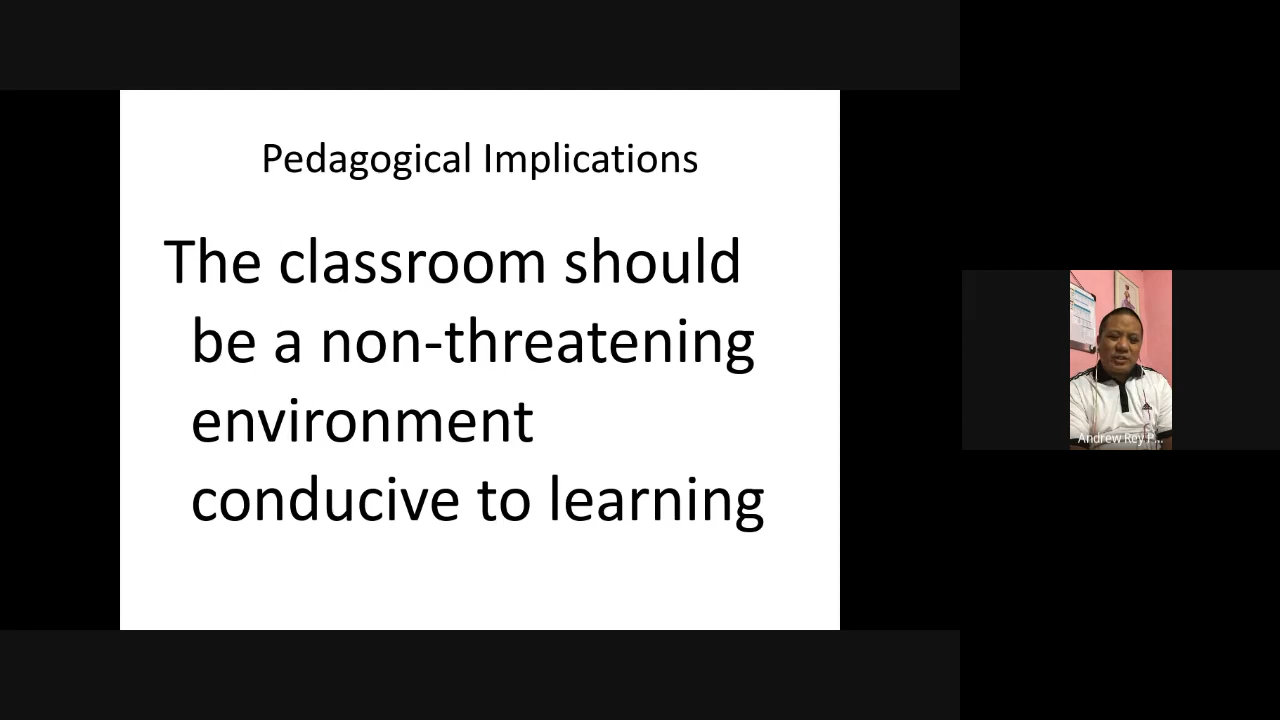 Pedagogical Implications
The classroom should
be a non-threatening
environment
conducive to learning
Andrew Rey P...